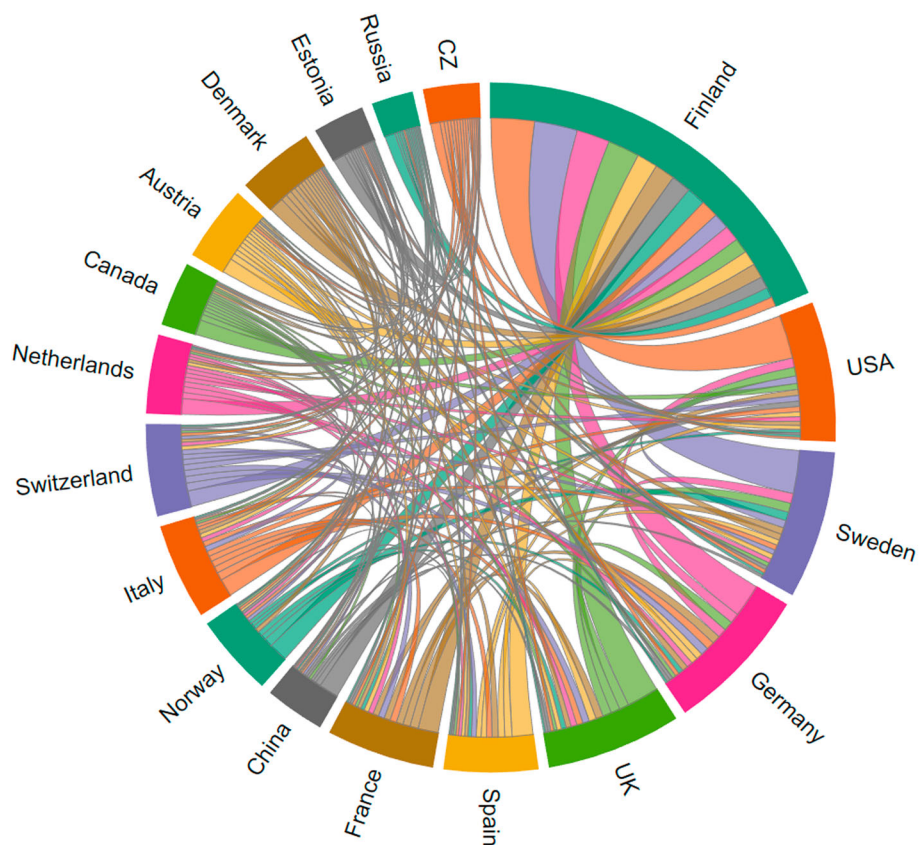 Finland
USA
Sweden
Germany
UK
Spain
France
China
Norway
Italy
Switzerland
Netherlands
Canada
Austria
Denmark
Estonia
Russia
CZ